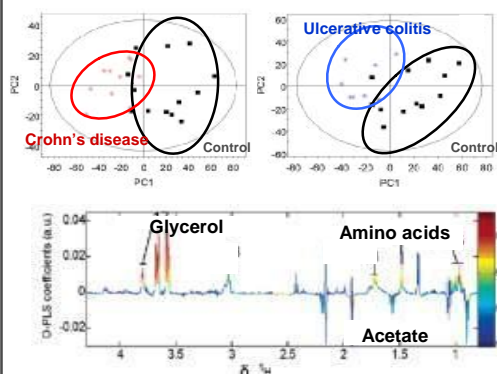 Crohn's disease
Control
PC2
40
20
0
-20
-40
-80 -60 -40 -20 0 20 40 60 80
PC1
Ulcerative colitis
Control
PC2
60
40
20
0
-20
-40
-60
-80 -60 -40 -20 0 20 40 60 80
PC1
Glycerol
Amino acids
Acetate
O-PLS coefficients (a.u.)
0.04
0.02
0
-0.02
4 3.5 3 2.5 2 1.5 1
δ ¹H